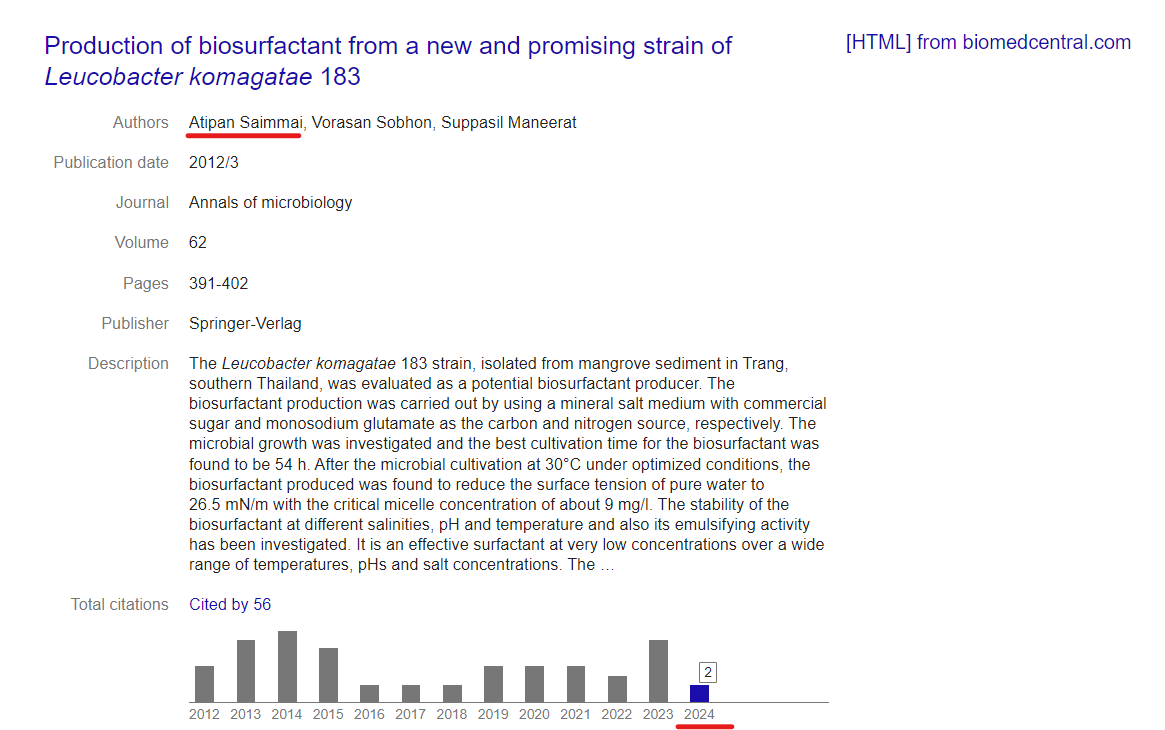 Production of biosurfactant from a new and promising strain of
Leucobacter komagatae 183
[HTML] from biomedcentral.com
Authors Atipan Saimmai, Vorasan Sobhon, Suppasil Maneerat
Publication date 2012/3
Journal Annals of microbiology
Volume 62
Pages 391-402
Publisher Springer-Verlag
Description The Leucobacter komagatae 183 strain, isolated from mangrove sediment in Trang,
southern Thailand, was evaluated as a potential biosurfactant producer. The
biosurfactant production was carried out by using a mineral salt medium with commercial
sugar and monosodium glutamate as the carbon and nitrogen source, respectively. The
microbial growth was investigated and the best cultivation time for the biosurfactant was
found to be 54 h. After the microbial cultivation at 30°C under optimized conditions, the
biosurfactant produced was found to reduce the surface tension of pure water to
26.5 mN/m with the critical micelle concentration of about 9 mg/l. The stability of the
biosurfactant at different salinities, pH and temperature and also its emulsifying activity
has been investigated. It is an effective surfactant at very low concentrations over a wide
range of temperatures, pHs and salt concentrations. The …
Total citations Cited by 56
2
2012 2013 2014 2015 2016 2017 2018 2019 2020 2021 2022 2023 2024